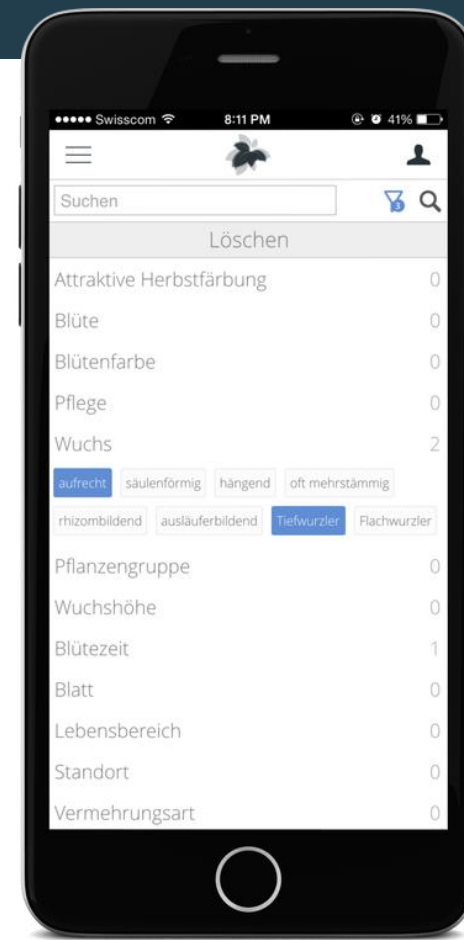 Swisscom 8:11 PM 41%
Suchen 3
Löschen
Attraktive Herbstfärbung 0
Blüte 0
Blütenfarbe 0
Pflege 0
Wuchs 2
aufrecht säulenförmig hängend oft mehrstämmig
rhizombildend ausläuferbildend Tiefwurzler Flachwurzler
Pflanzengruppe 0
Wuchshöhe 0
Blütezeit 1
Blatt 0
Lebensbereich 0
Standort 0
Vermehrungsart 0